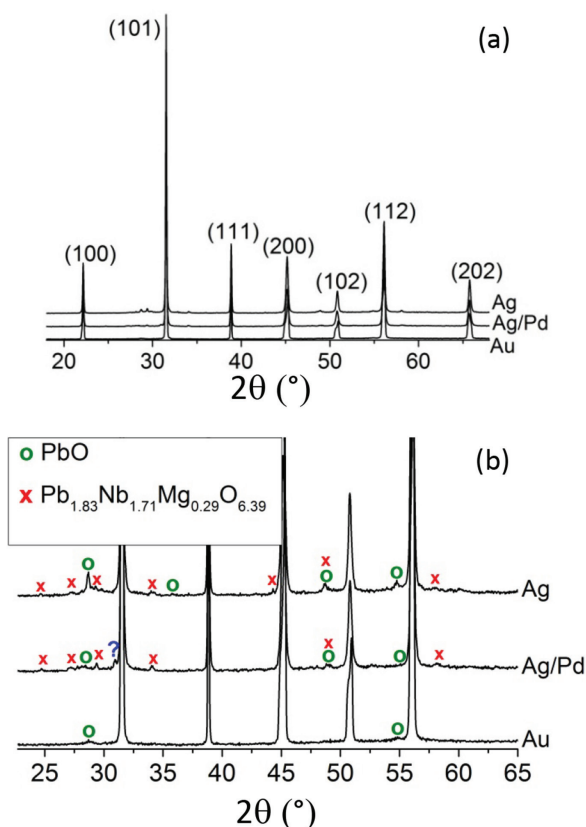 (a)
(101)
(112)
(111)
(200)
(100)
(102)
(202)
Ag
Ag/Pd
Au
20 30 40 50 60
2θ (°)
(b)
o PbO
x Pb₁.₈₃Nb₁.₇₁Mg₀.₂₉O₆.₃₉
o x x x x o x x o o x
Ag
x x o x ? x x o o x
Ag/Pd
o o
Au
25 30 35 40 45 50 55 60 65
2θ (°)